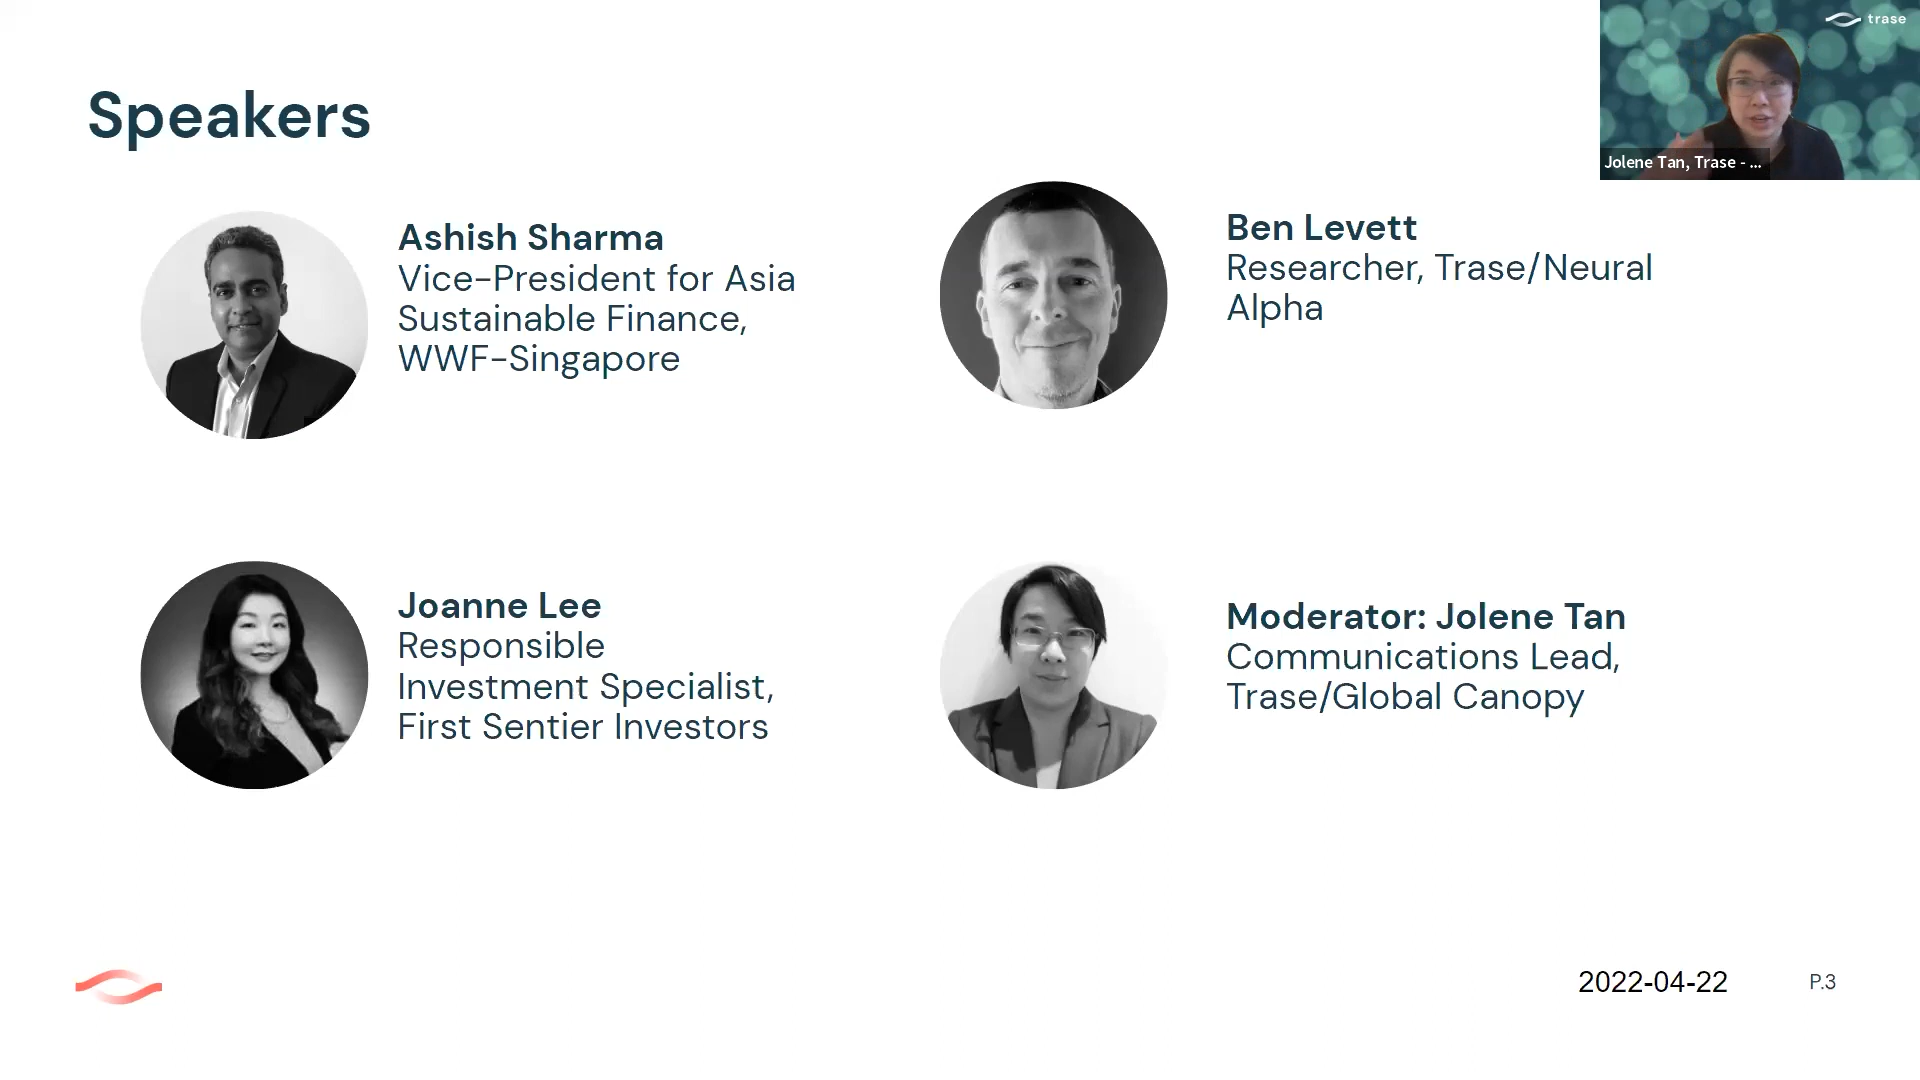 trase
Jolene Tan, Trase - ...
Speakers
Ashish Sharma
Vice-President for Asia
Sustainable Finance,
WWF-Singapore
Ben Levett
Researcher, Trase/Neural
Alpha
Joanne Lee
Responsible
Investment Specialist,
First Sentier Investors
Moderator: Jolene Tan
Communications Lead,
Trase/Global Canopy
2022-04-22
P.3